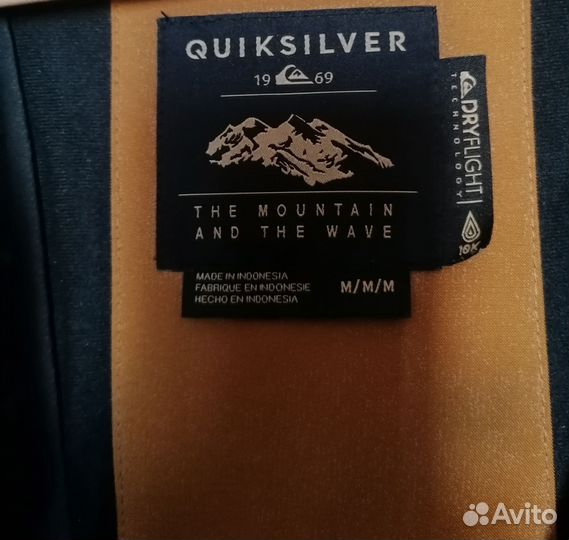 QUIKSILVER
19 69
THE MOUNTAIN
AND THE WAVE
DRYFLIGHT
TECHNOLOGY
10K
MADE IN INDONESIA
FABRIQUE EN INDONESIE
HECHO EN INDONESIA
M/M/M
Avito